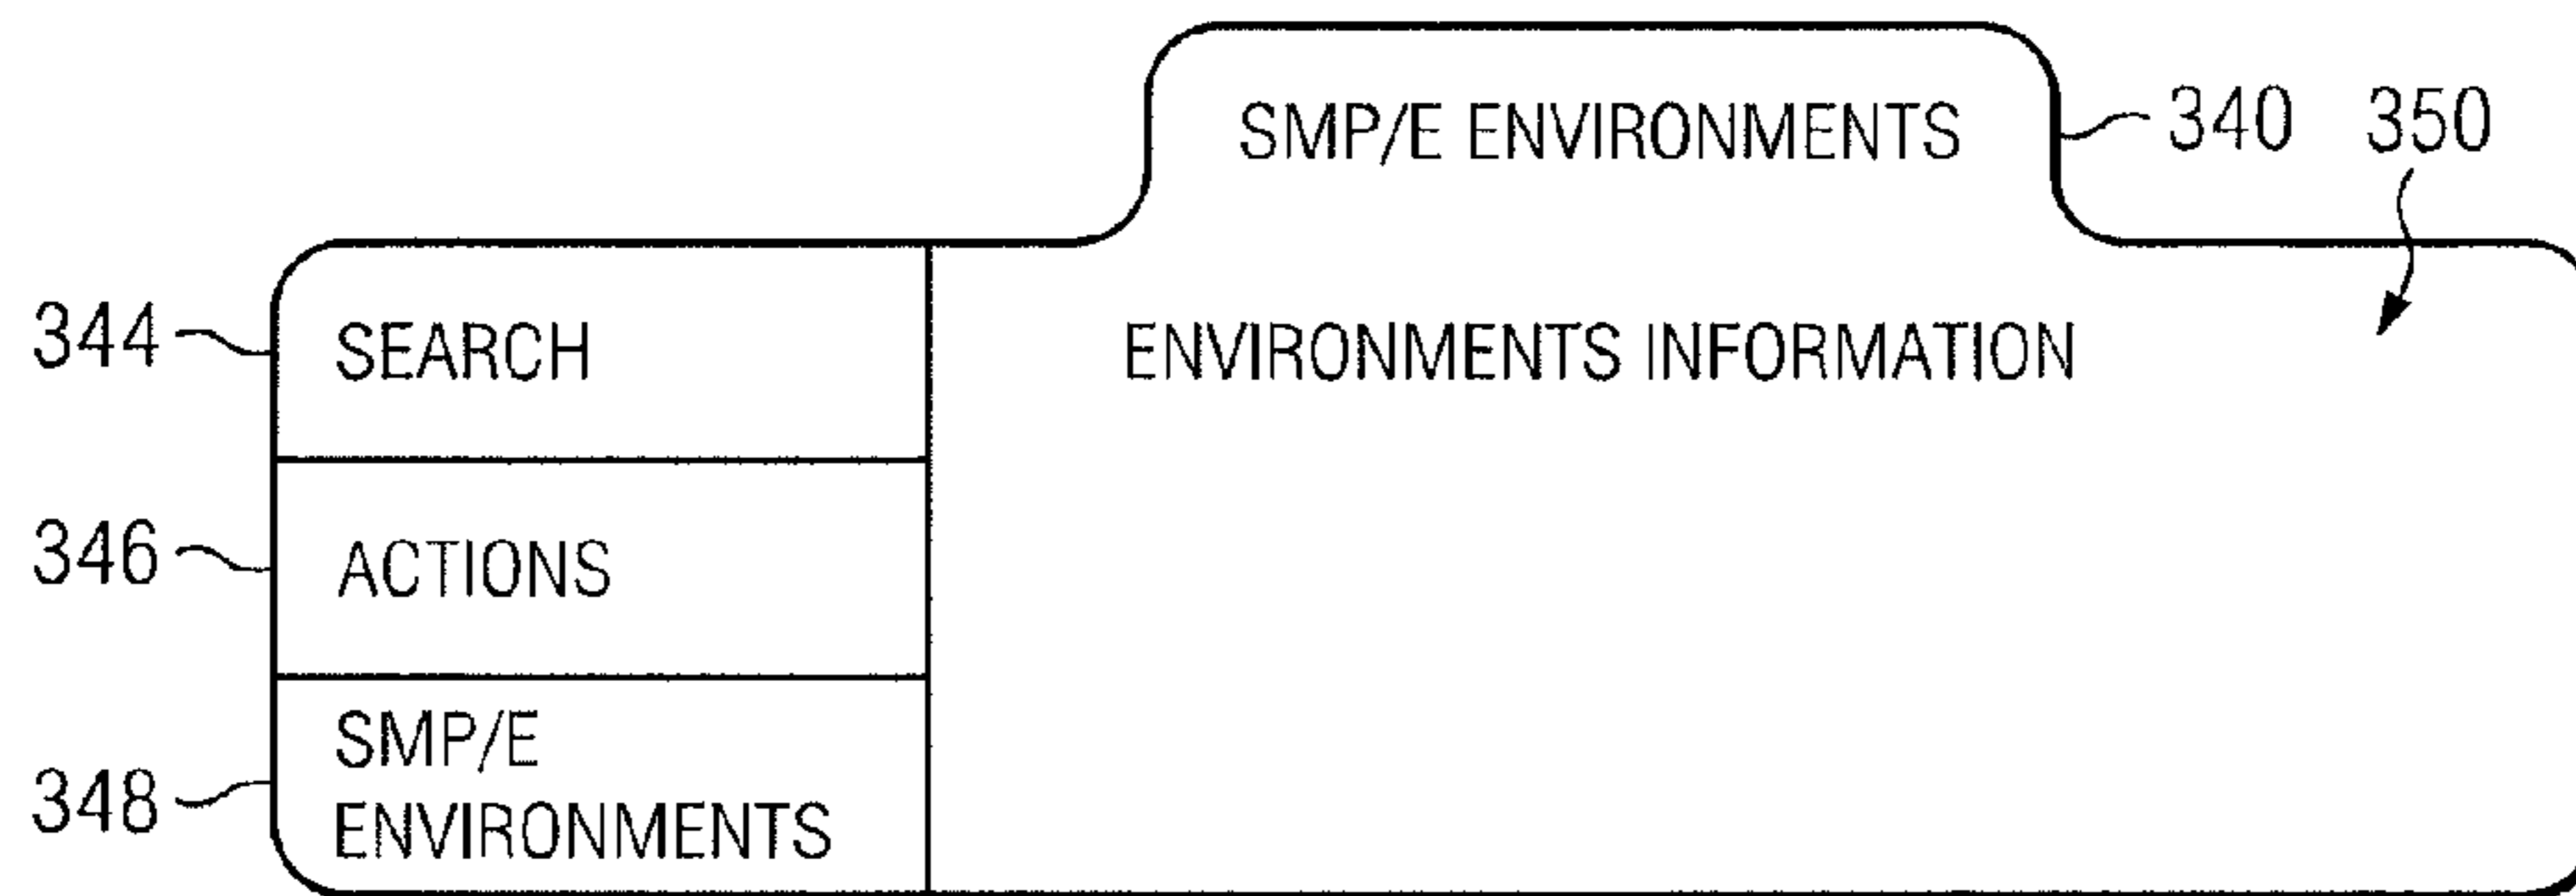 SMP/E ENVIRONMENTS
340
350
344
SEARCH
ENVIRONMENTS INFORMATION
346
ACTIONS
348
SMP/E
ENVIRONMENTS